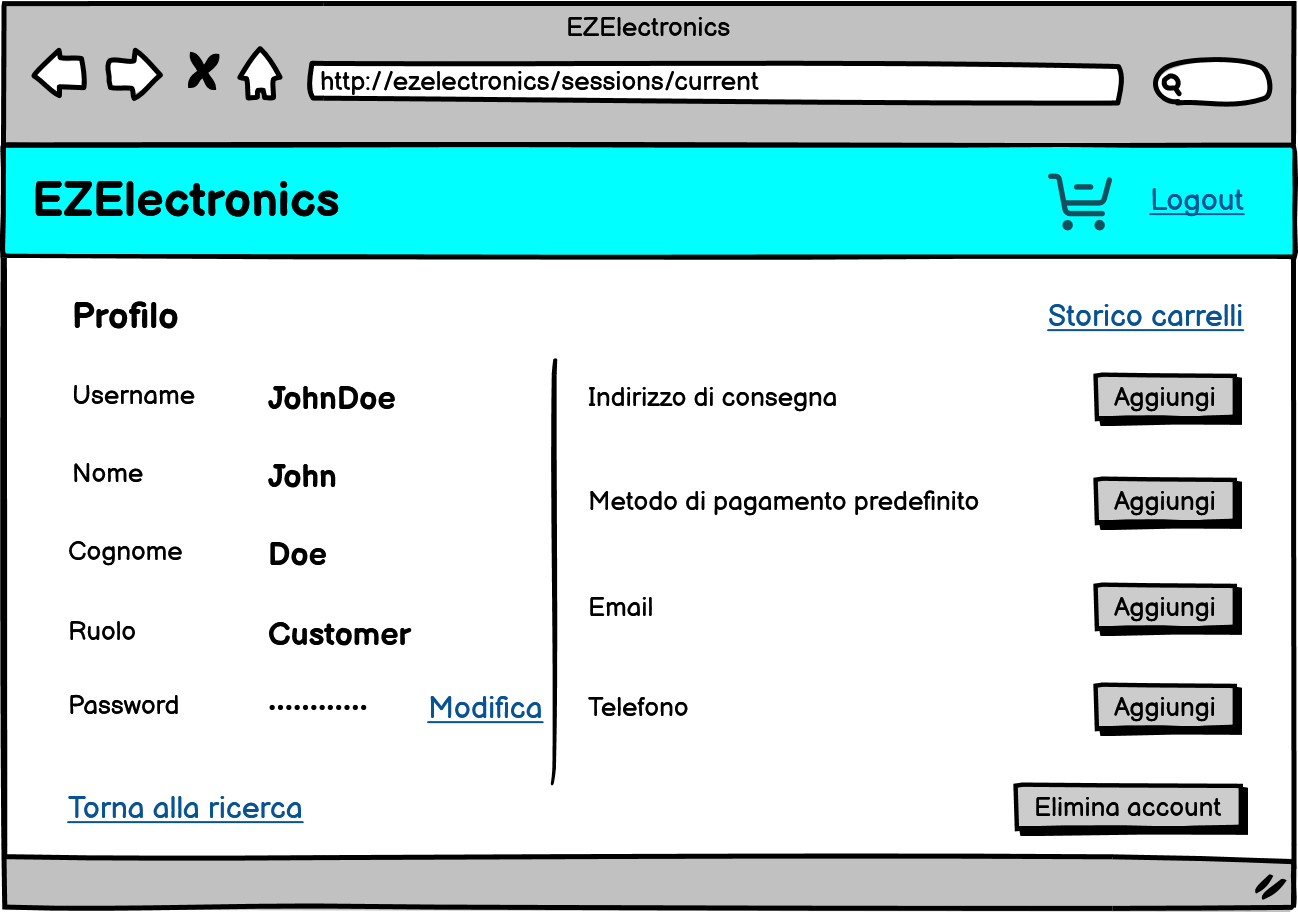 EZElectronics
http://ezelectronics/sessions/current
EZElectronics
Logout
Profilo
Storico carrelli
Username
JohnDoe
Indirizzo di consegna
Aggiungi
Nome
John
Metodo di pagamento predefinito
Aggiungi
Cognome
Doe
Email
Aggiungi
Ruolo
Customer
Password
••••••••••••
Modifica
Telefono
Aggiungi
Torna alla ricerca
Elimina account